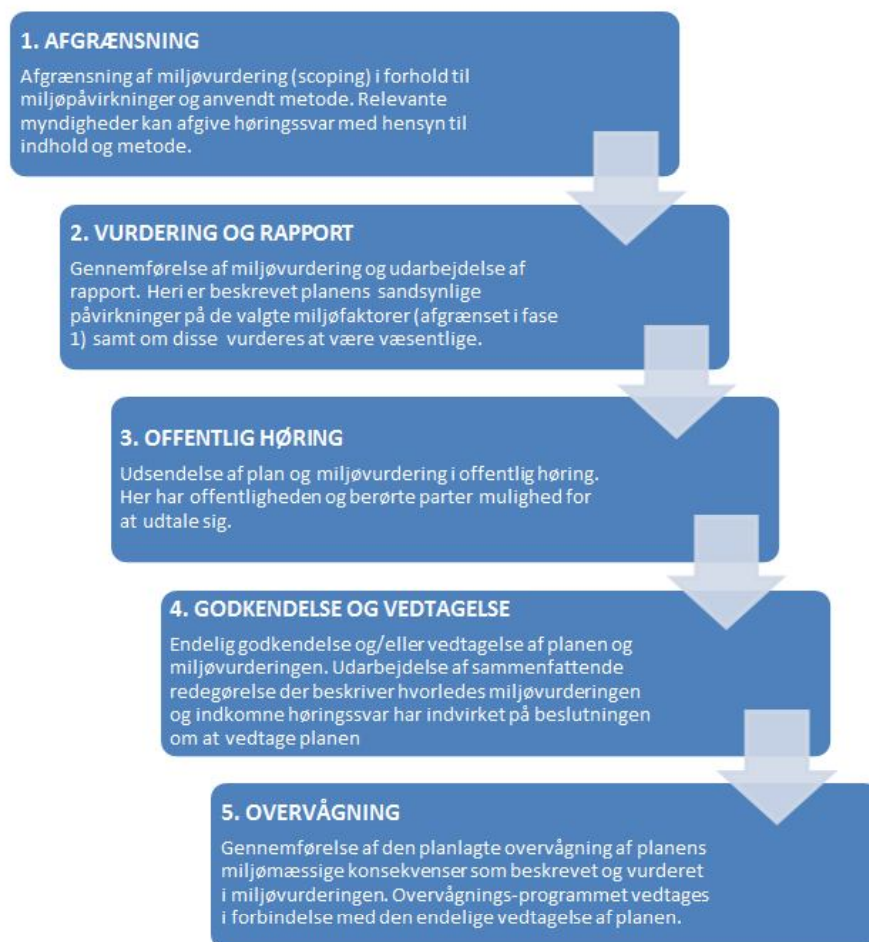 1. AFGRÆNSNING
Afgrænsning af miljøvurdering (scoping) i forhold til
miljøpåvirkninger og anvendt metode. Relevante
myndigheder kan afgive høringssvar med hensyn til
indhold og metode.
2. VURDERING OG RAPPORT
Gennemførelse af miljøvurdering og udarbejdelse af
rapport. Heri er beskrevet planens sandsynlige
påvirkninger på de valgte miljøfaktorer (afgrænset i fase
1) samt om disse vurderes at være væsentlige.
3. OFFENTLIG HØRING
Udsendelse af plan og miljøvurdering i offentlig høring.
Her har offentligheden og berørte parter mulighed for
at udtale sig.
4. GODKENDELSE OG VEDTAGELSE
Endelig godkendelse og/eller vedtagelse af planen og
miljøvurderingen. Udarbejdelse af sammenfattende
redegørelse der beskriver hvorledes miljøvurderingen
og indkomne høringssvar har indvirket på beslutningen
om at vedtage planen
5. OVERVÅGNING
Gennemførelse af den planlagte overvågning af planens
miljømæssige konsekvenser som beskrevet og vurderet
i miljøvurderingen. Overvågnings-programmet vedtages
i forbindelse med den endelige vedtagelse af planen.